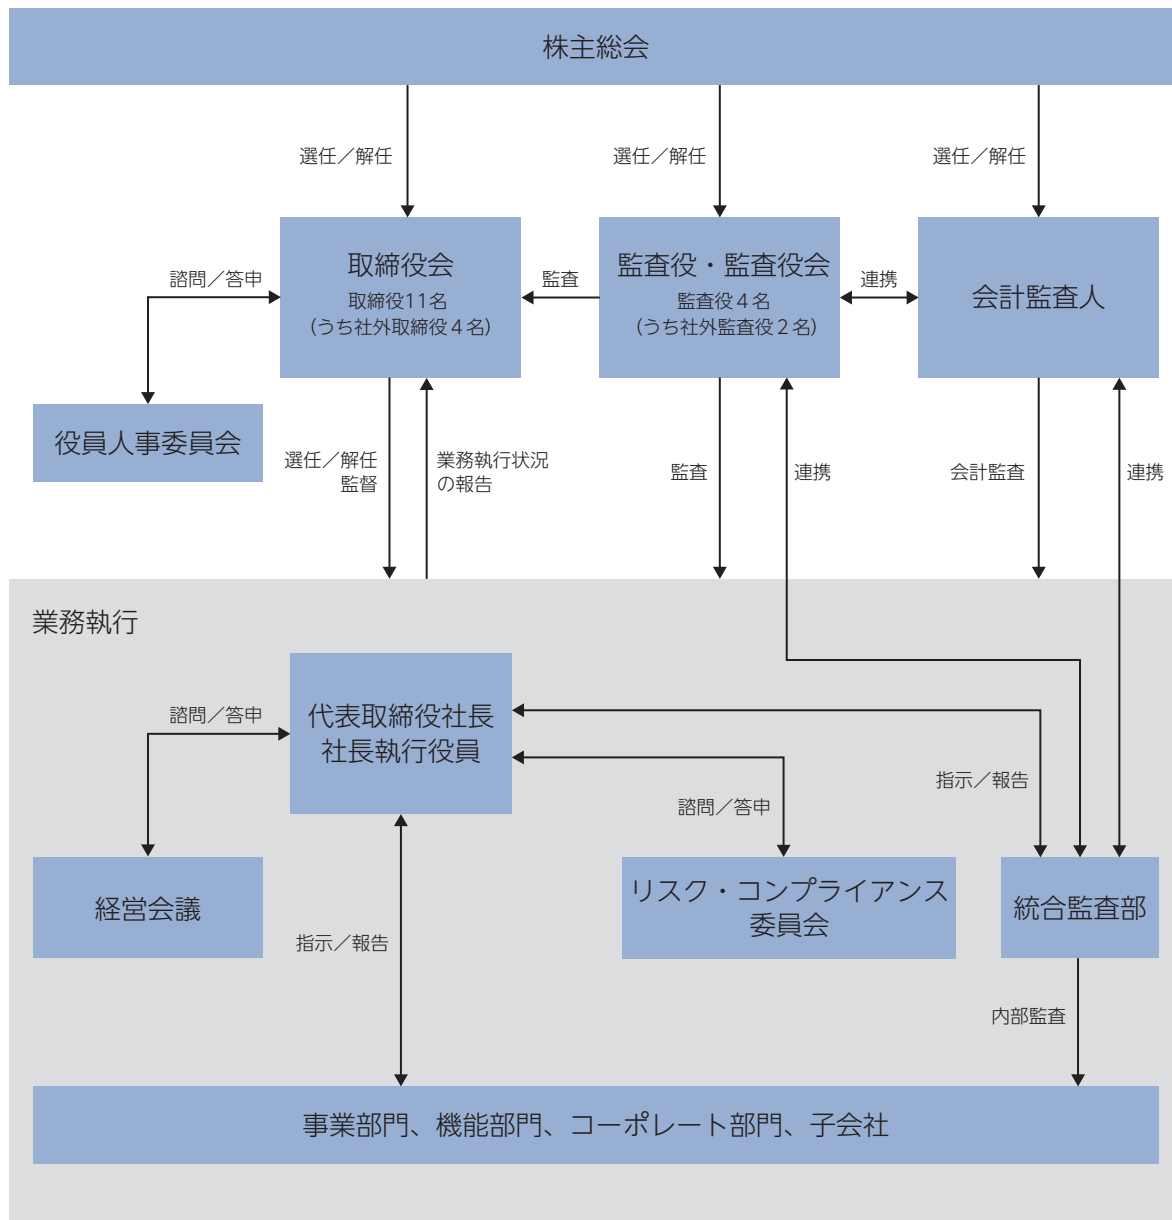 株主総会
選任／解任
選任／解任
選任／解任
取締役会
取締役11名
（うち社外取締役４名）
監査役・監査役会
監査役４名
（うち社外監査役２名）
会計監査人
諮問／答申
監査
連携
役員人事委員会
選任／解任
監督
業務執行状況
の報告
監査
連携
会計監査
連携
業務執行
代表取締役社長
社長執行役員
諮問／答申
諮問／答申
指示／報告
経営会議
リスク・コンプライアンス
委員会
統合監査部
指示／報告
内部監査
事業部門、機能部門、コーポレート部門、子会社